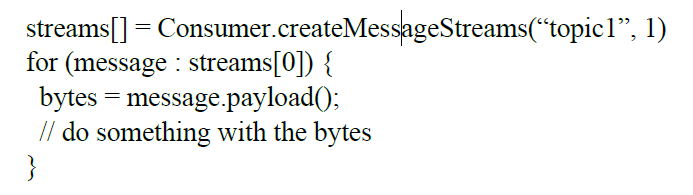 streams[] = Consumer.createMessageStreams(“topic1”, 1)
for (message : streams[0]) {
bytes = message.payload();
// do something with the bytes
}